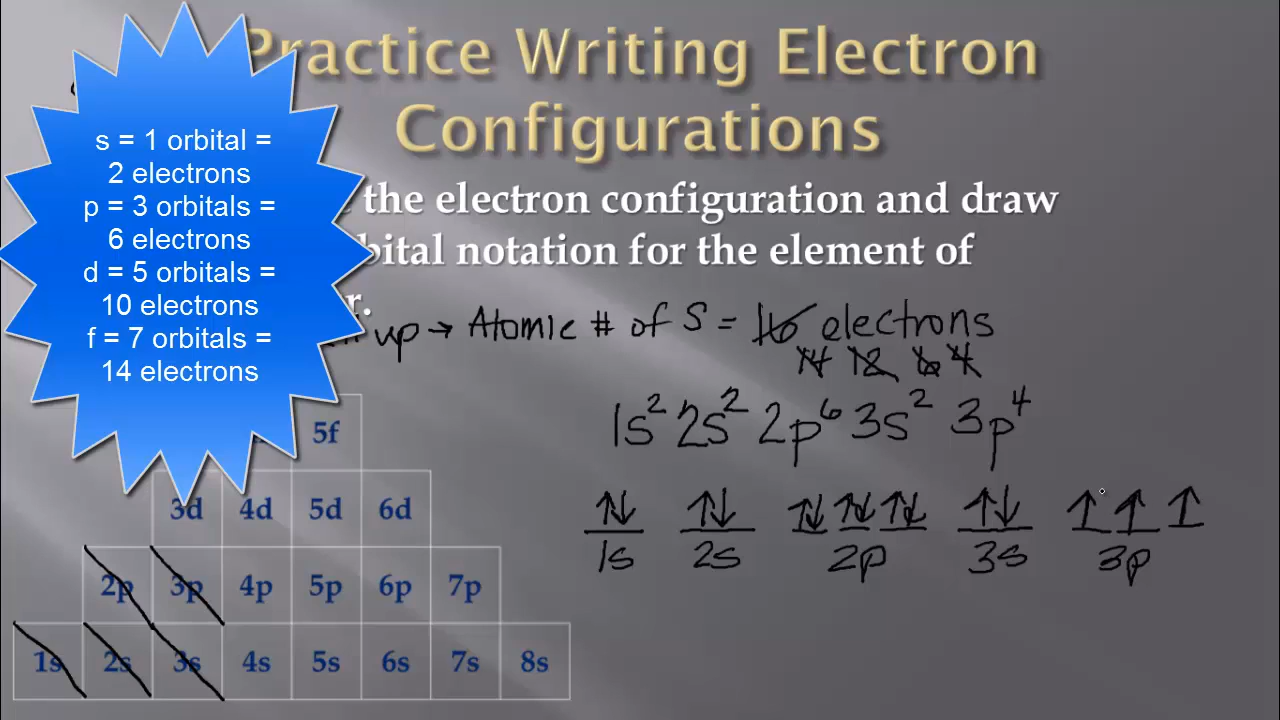 Practice Writing Electron
Configurations
s = 1 orbital =
2 electrons
p = 3 orbitals =
6 electrons
d = 5 orbitals =
10 electrons
f = 7 orbitals =
14 electrons
the electron configuration and draw
notation for the element of
up → Atomic # of S = 16 electrons
14 12 6 4
1s² 2s² 2p⁶ 3s² 3p⁴
↑↓ ↑↓ ↑↓ ↑↓ ↑↓ ↑↓ ↑ ↑ ↑
1s 2s 2p 3s 3p
5f
3d 4d 5d 6d
2p 3p 4p 5p 6p 7p
1s 2s 3s 4s 5s 6s 7s 8s